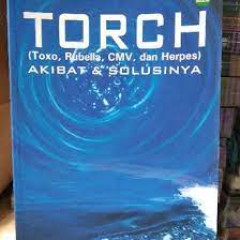 TORCH
(Toxo, Rubella, CMV, dan Herpes)
AKIBAT & SOLUSINYA